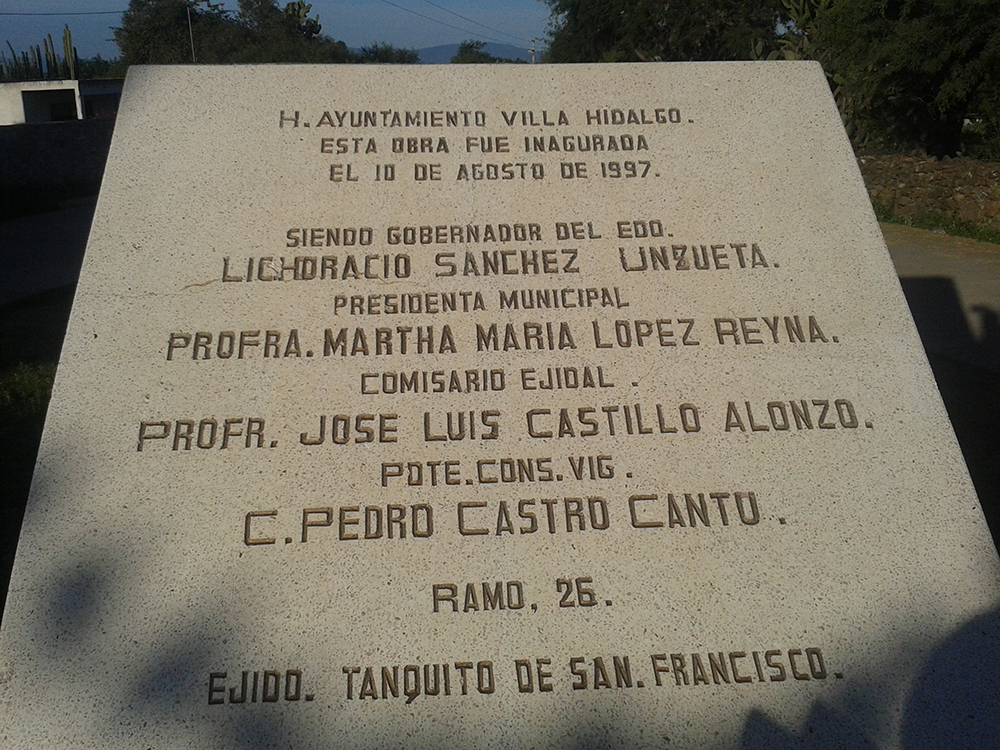 H. AYUNTAMIENTO VILLA HIDALGO.
ESTA OBRA FUE INAGURADA
EL 10 DE AGOSTO DE 1997.
SIENDO GOBERNADOR DEL EDO.
LIC HORACIO SANCHEZ UNZUETA.
PRESIDENTA MUNICIPAL
PROFRA. MARTHA MARIA LOPEZ REYNA.
COMISARIO EJIDAL.
PROFR. JOSE LUIS CASTILLO ALONZO.
PDTE. CONS. VIG.
C. PEDRO CASTRO CANTU.
RAMO, 26.
EJIDO. TANQUITO DE SAN. FRANCISCO.